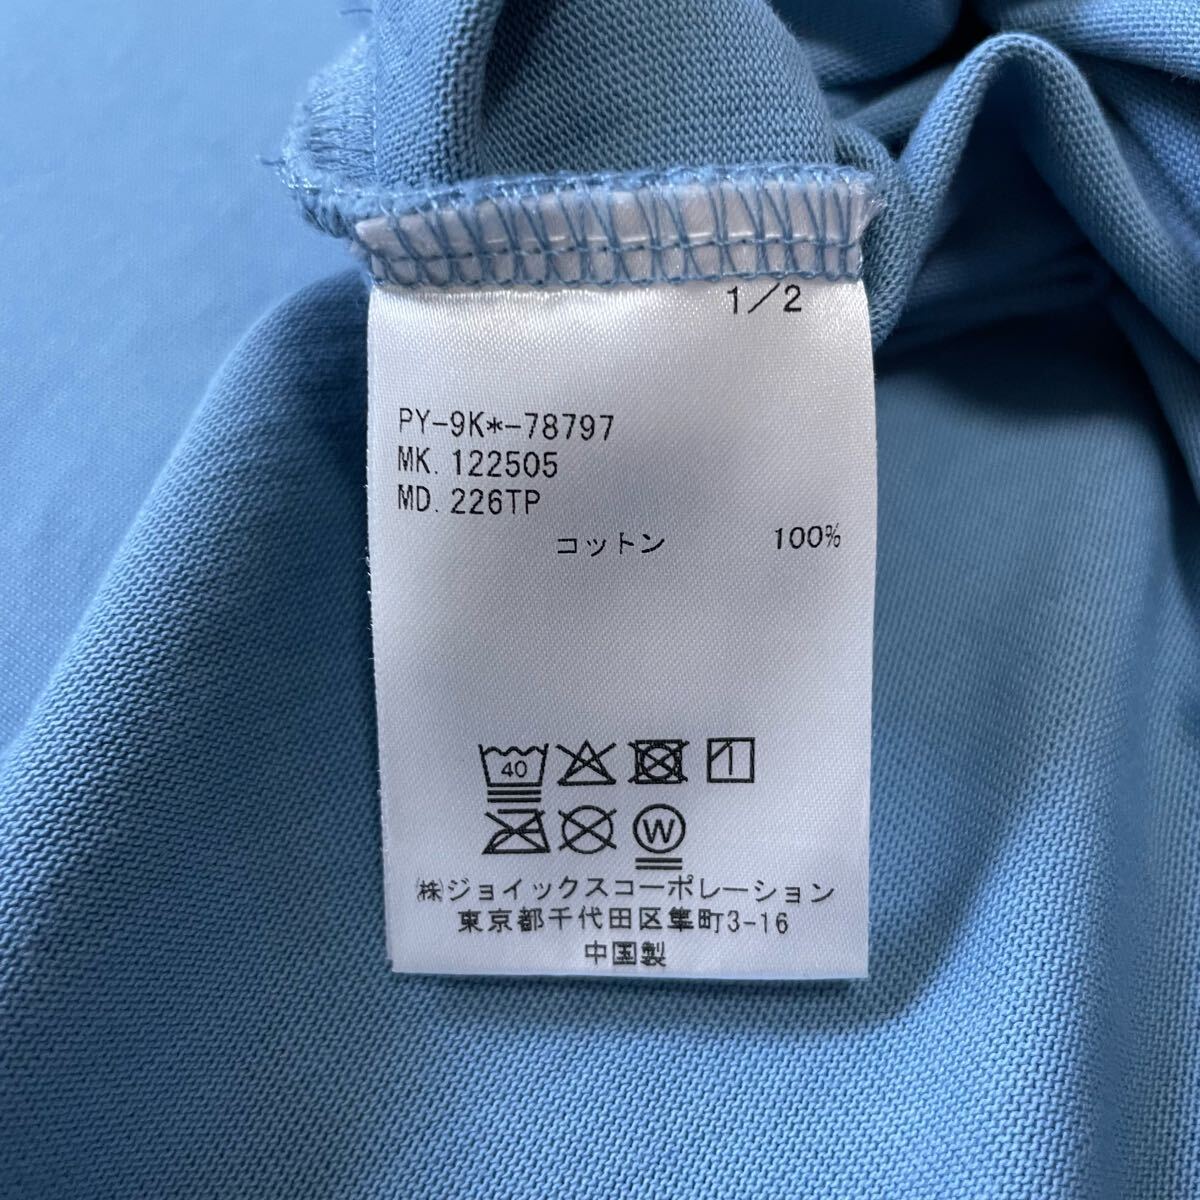 1/2
PY-9K*-78797
MK. 122505
MD. 226TP
コットン 100%
40
W
㈱ジョイックスコーポレーション
東京都千代田区隼町3-16
中国製